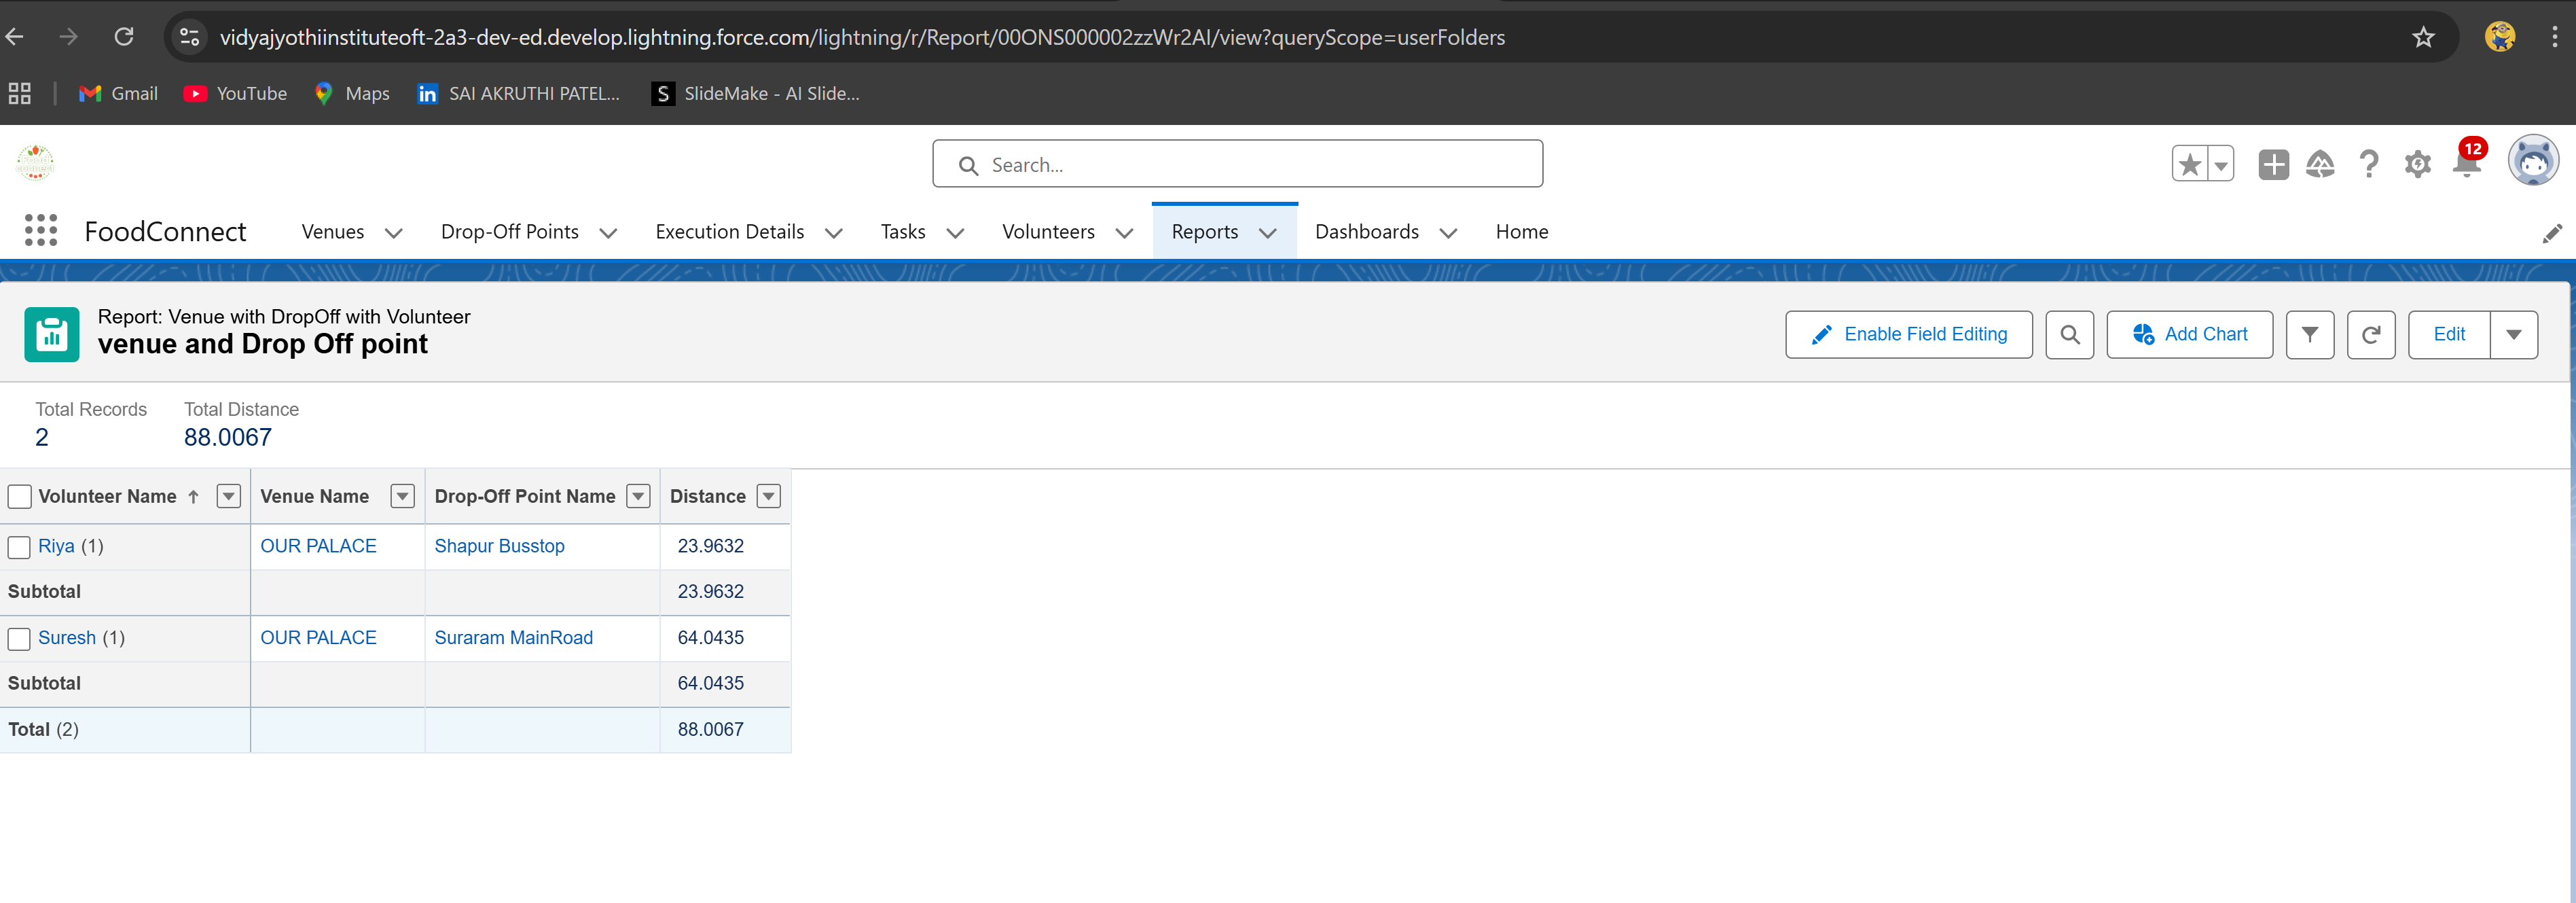 vidyajyothiinstituteoft-2a3-dev-ed.develop.lightning.force.com/lightning/r/Report/00ONS000002zzWr2AI/view?queryScope=userFolders
Gmail YouTube Maps SAI AKRUTHI PATEL... SlideMake - AI Slide...
Search... 12
FoodConnect Venues Drop-Off Points Execution Details Tasks Volunteers Reports Dashboards Home
Report: Venue with DropOff with Volunteer
venue and Drop Off point
Enable Field Editing Add Chart Edit
Total Records Total Distance
2 88.0067
Volunteer Name Venue Name Drop-Off Point Name Distance
Riya (1) OUR PALACE Shapur Busstop 23.9632
Subtotal 23.9632
Suresh (1) OUR PALACE Suraram MainRoad 64.0435
Subtotal 64.0435
Total (2) 88.0067